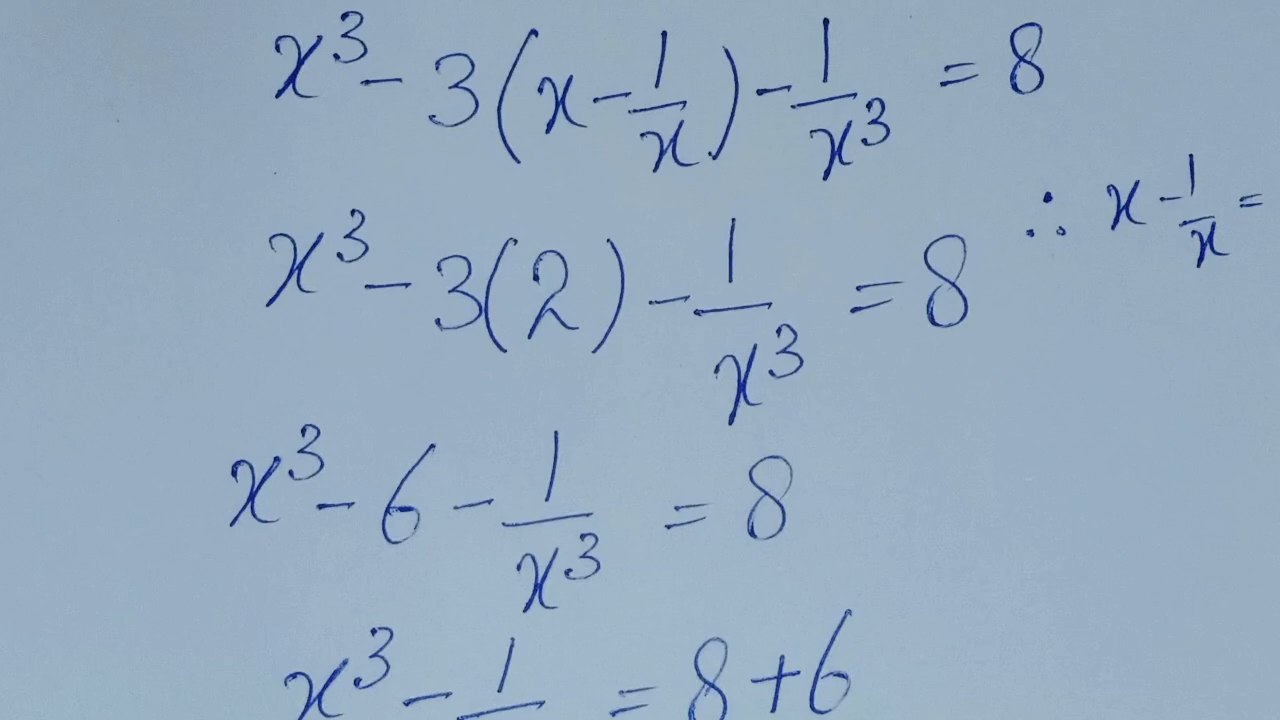 x³ - 3(x - 1/x) - 1/x³ = 8
x³ - 3(2) - 1/x³ = 8 ∴ x - 1/x =
x³ - 6 - 1/x³ = 8
x³ - 1/ = 8 + 6